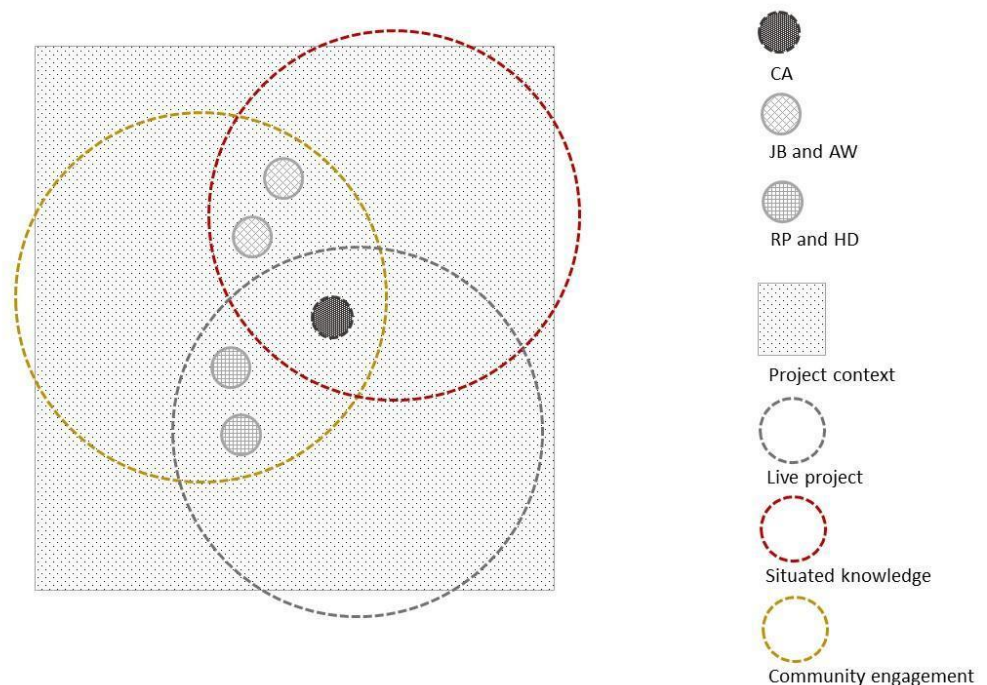 CA
JB and AW
RP and HD
Project context
Live project
Situated knowledge
Community engagement